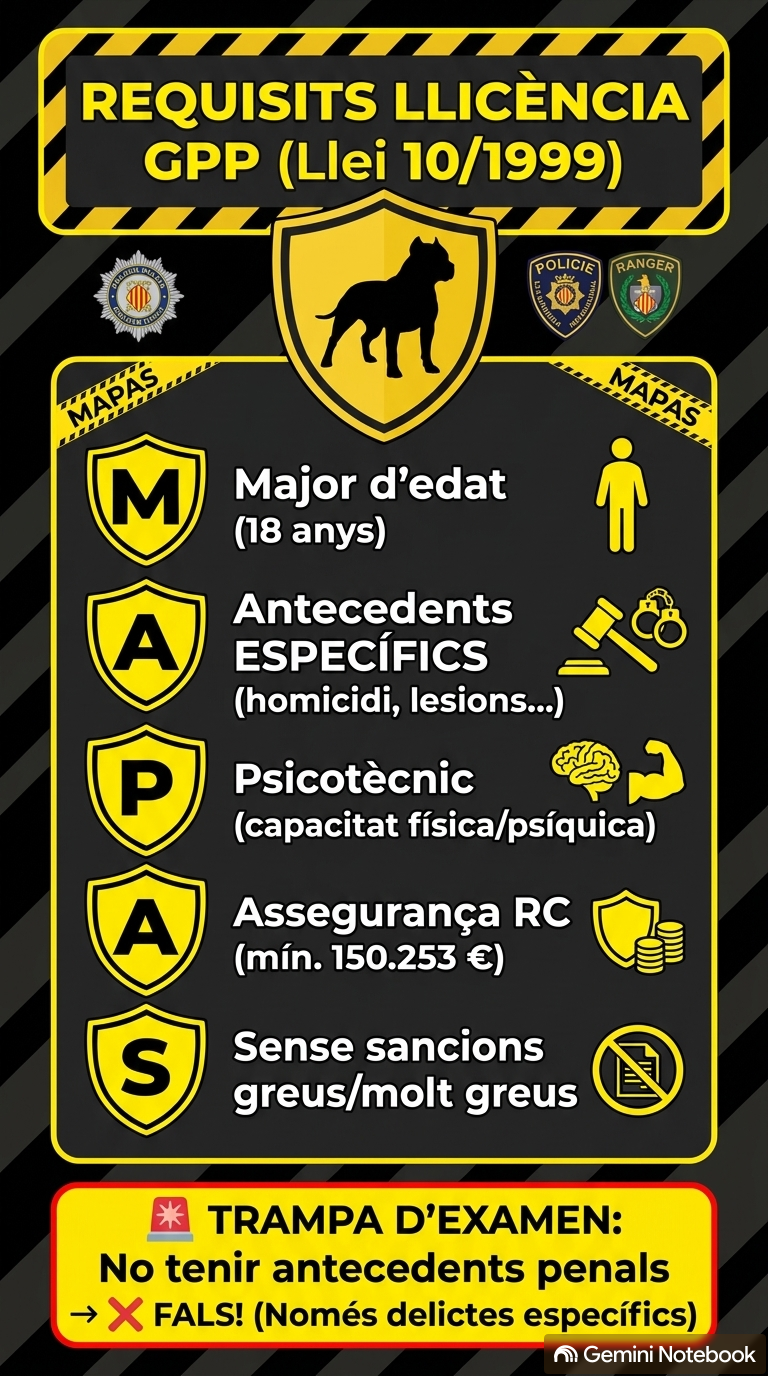 REQUISITS LLICÈNCIA
GPP (Llei 10/1999)
POLICIE
RANGER
MAPAS
MAPAS
M
Major d’edat
(18 anys)
A
Antecedents
ESPECÍFICS
(homicidi, lesions...)
P
Psicotècnic
(capacitat física/psíquica)
A
Assegurança RC
(mín. 150.253 €)
S
Sense sancions
greus/molt greus
🚨 TRAMPA D’EXAMEN:
No tenir antecedents penals
→ ❌ FALS! (Només delictes específics)
Gemini Notebook